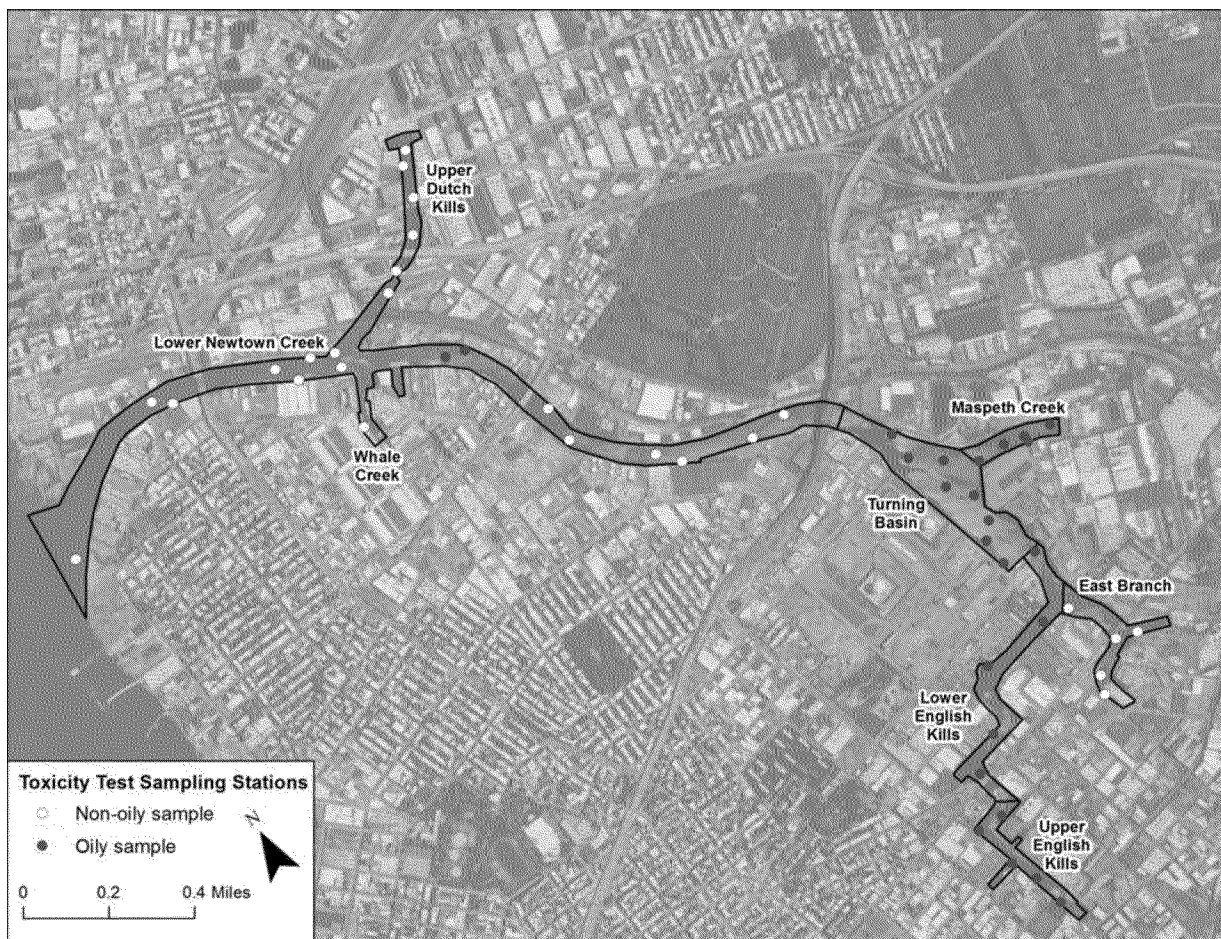 Upper
Dutch
Kills
Lower Newtown Creek
Whale
Creek
Maspeth Creek
Turning
Basin
East Branch
Lower
English
Kills
Upper
English
Kills
Toxicity Test Sampling Stations
Non-oily sample
Oily sample
N
0 0.2 0.4 Miles